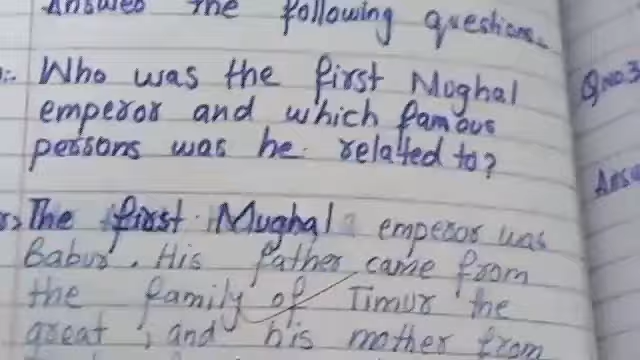 Answer the following questions.
Who was the first Mughal
emperor and which famous
persons was he related to?
The first Mughal emperor was
Babur. His father came from
the family of Timur the
great, and his mother from
Q.NO.3